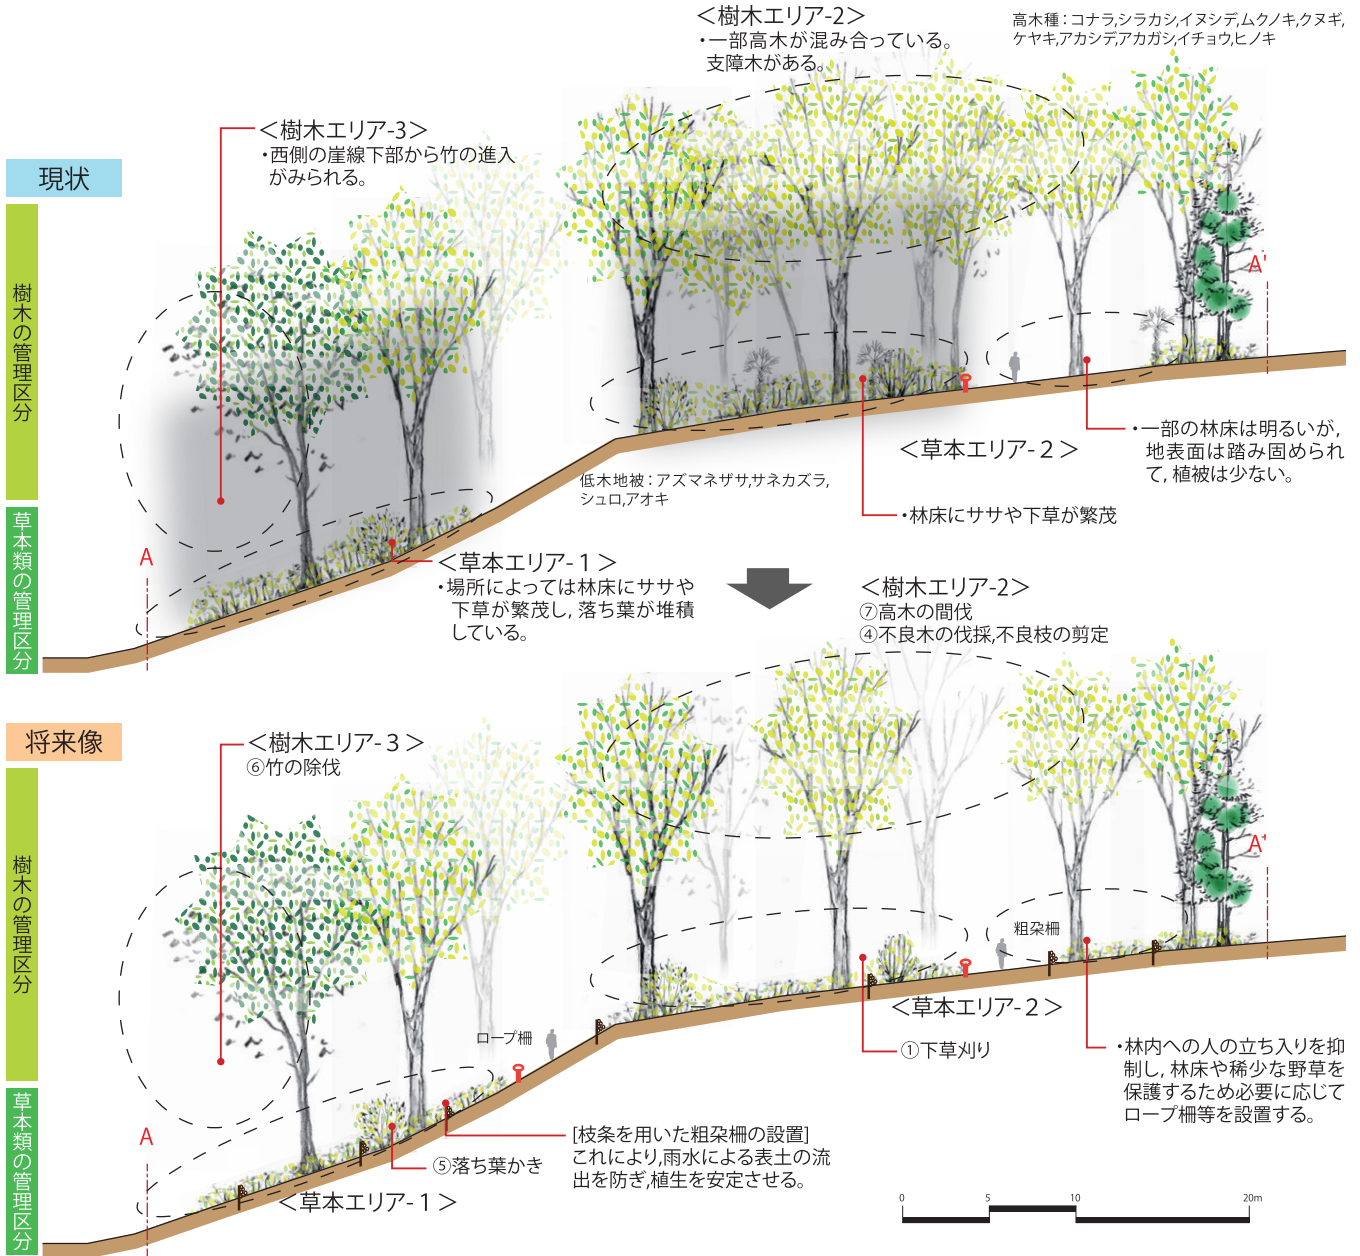 <樹木エリア-2>
・一部高木が混み合っている。
支障木がある。
高木種：コナラ,シラカシ,イヌシデ,ムクノキ,クヌギ,
ケヤキ,アカシデ,アカガシ,イチョウ,ヒノキ
<樹木エリア-3>
・西側の崖線下部から竹の進入
がみられる。
現状
樹木の管理区分
A'
・一部の林床は明るいが,
地表面は踏み固められ
て,植被は少ない。
<草本エリア-２>
低木地被：アズマネザサ,サネカズラ,
シュロ,アオキ
・林床にササや下草が繁茂
草本類の管理区分
A
<草本エリア-１>
・場所によっては林床にササや
下草が繁茂し,落ち葉が堆積
している。
<樹木エリア-2>
⑦高木の間伐
④不良木の伐採,不良枝の剪定
将来像
<樹木エリア-３>
⑥竹の除伐
樹木の管理区分
A'
粗朶柵
<草本エリア-２>
ロープ柵
①下草刈り
・林内への人の立ち入りを抑
制し,林床や稀少な野草を
保護するため必要に応じて
ロープ柵等を設置する。
草本類の管理区分
A
[枝条を用いた粗朶柵の設置]
これにより,雨水による表土の流
出を防ぎ,植生を安定させる。
⑤落ち葉かき
<草本エリア-１>
0 5 10 20m